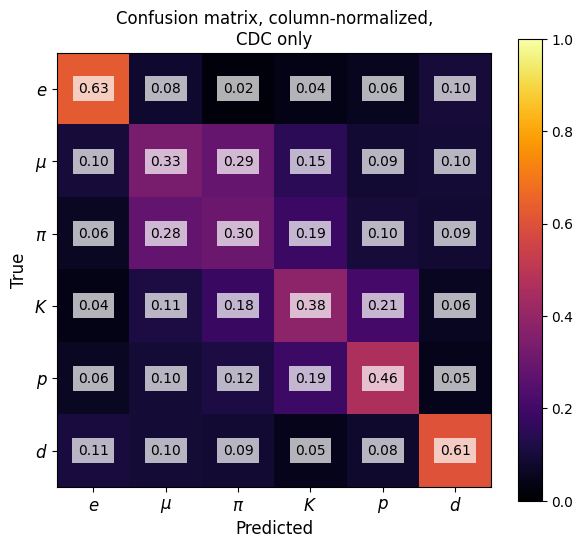 Confusion matrix, column-normalized,
CDC only
1.0
e 0.63 0.08 0.02 0.04 0.06 0.10
0.8
μ 0.10 0.33 0.29 0.15 0.09 0.10
π 0.06 0.28 0.30 0.19 0.10 0.09
0.6
True
K 0.04 0.11 0.18 0.38 0.21 0.06
0.4
p 0.06 0.10 0.12 0.19 0.46 0.05
0.2
d 0.11 0.10 0.09 0.05 0.08 0.61
0.0
e μ π K p d
Predicted